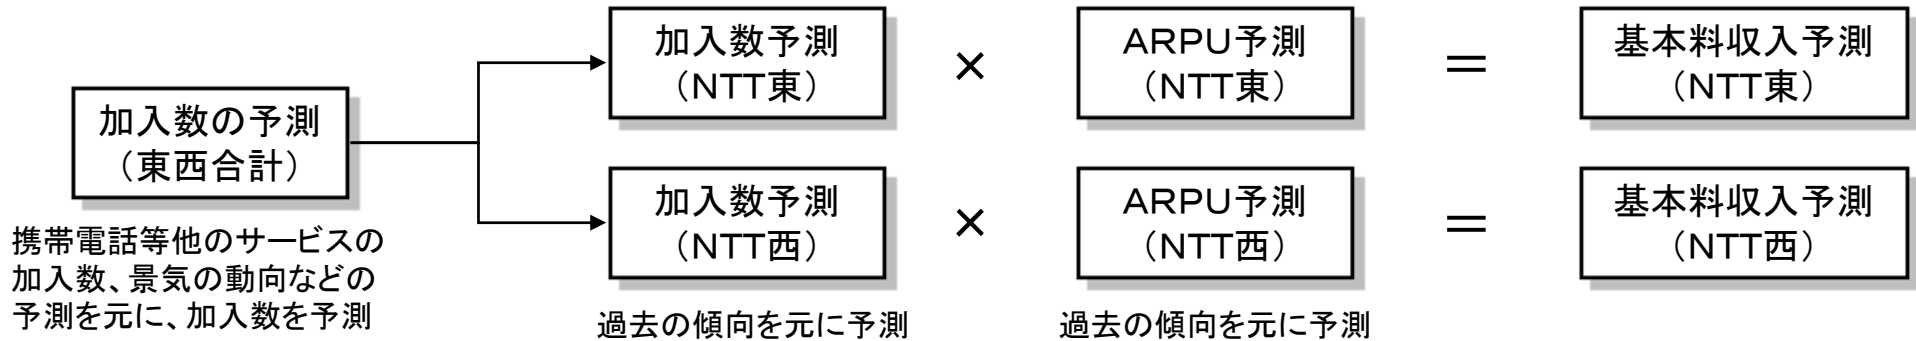 加入数の予測
（東西合計）
携帯電話等他のサービスの
加入数、景気の動向などの
予測を元に、加入数を予測
加入数予測
（NTT東）
×
ARPU予測
（NTT東）
＝
基本料収入予測
（NTT東）
加入数予測
（NTT西）
×
ARPU予測
（NTT西）
＝
基本料収入予測
（NTT西）
過去の傾向を元に予測
過去の傾向を元に予測